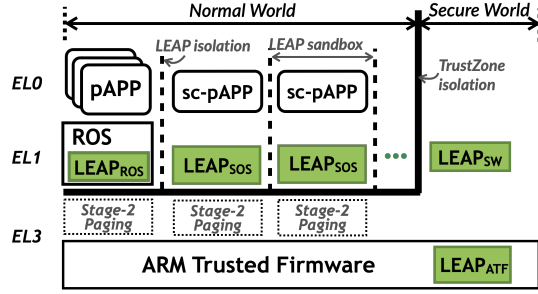 Normal World
Secure World
LEAP isolation
LEAP sandbox
TrustZone
isolation
EL0
pAPP
sc-pAPP
sc-pAPP
ROS
EL1
LEAPROS
LEAPSOS
LEAPSOS
...
LEAPSW
Stage-2
Paging
Stage-2
Paging
Stage-2
Paging
EL3
ARM Trusted Firmware
LEAPATF